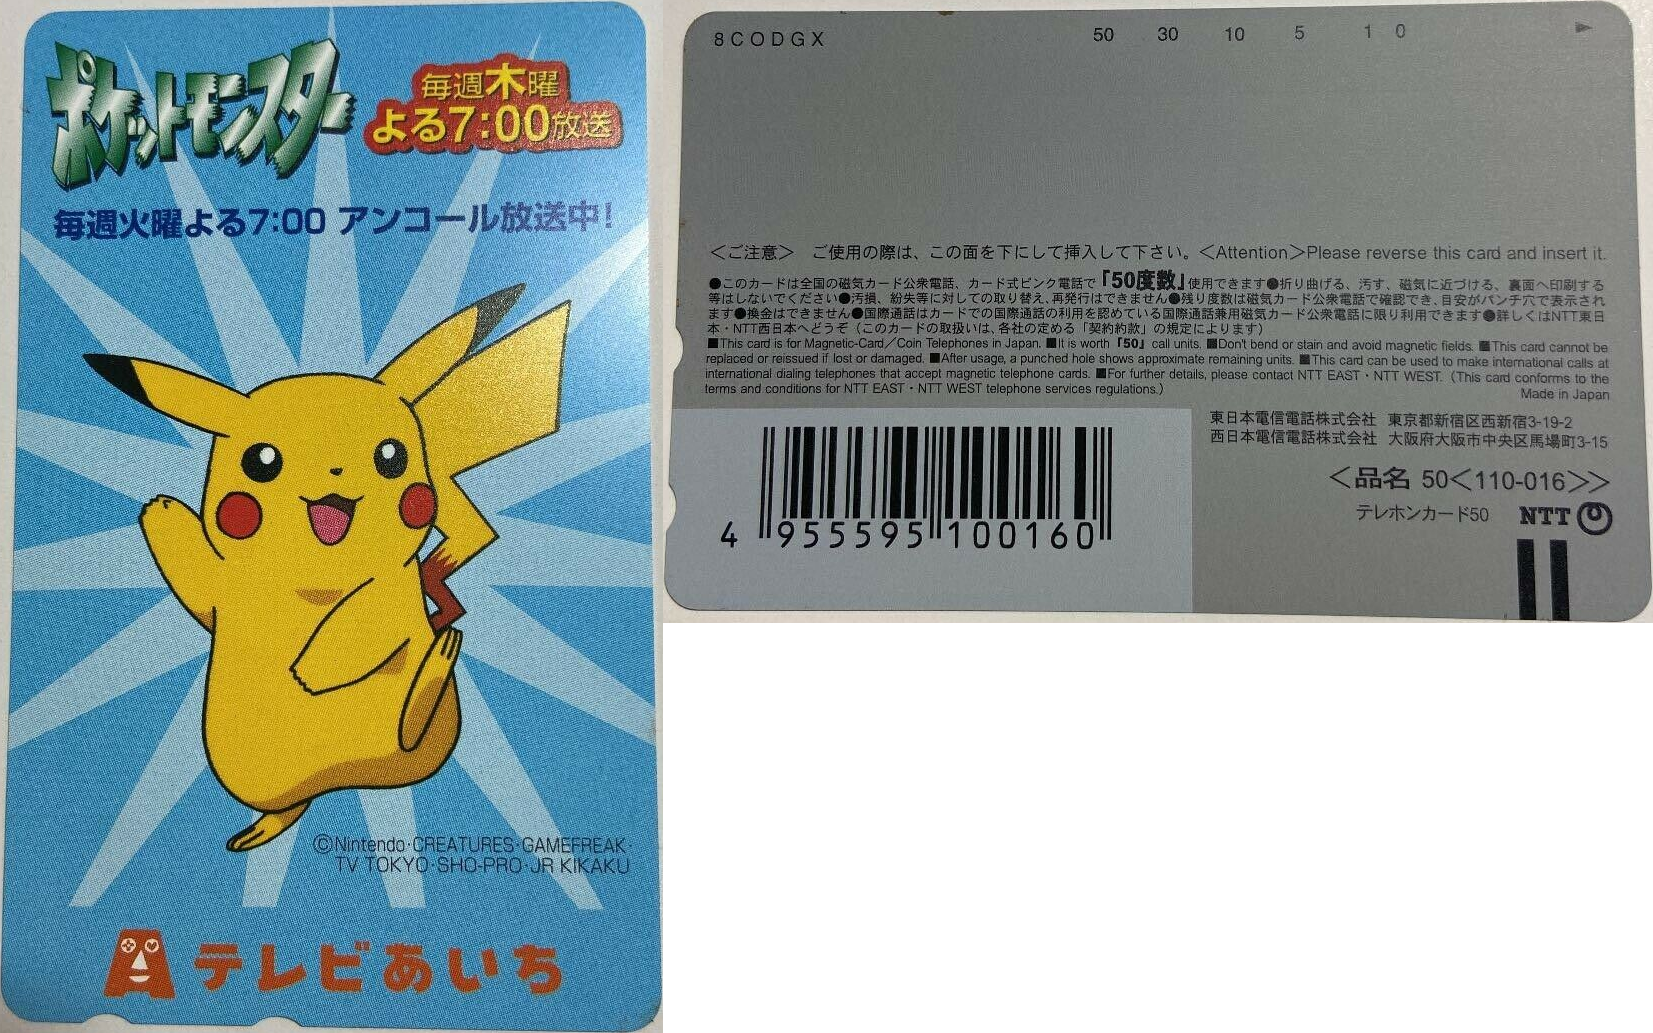 ポケットモンスター
毎週木曜
よる7:00放送
毎週火曜よる7:00 アンコール放送中!
©Nintendo·CREATURES·GAMEFREAK·
TV TOKYO·SHO-PRO·JR KIKAKU
テレビあいち
8CODGX 50 30 10 5 1 0
＜ご注意＞ ご使用の際は、この面を下にして挿入して下さい。＜Attention＞Please reverse this card and insert it.
●このカードは全国の磁気カード公衆電話、カード式ピンク電話で「50度数」使用できます●折り曲げる、汚す、磁気に近づける、裏面へ印刷する
等はしないでください●汚損、紛失等に対しての取り替え、再発行はできません●残り度数は磁気カード公衆電話で確認でき、目安がパンチ穴で表示され
ます●換金はできません●国際通話はカードでの国際通話の利用を認めている国際通話兼用磁気カード公衆電話に限り利用できます●詳しくはNTT東日
本・NTT西日本へどうぞ（このカードの取扱いは、各社の定める「契約約款」の規定によります）
■This card is for Magnetic-Card／Coin Telephones in Japan. ■It is worth「50」call units. ■Don't bend or stain and avoid magnetic fields. ■This card cannot be
replaced or reissued if lost or damaged. ■After usage, a punched hole shows approximate remaining units. ■This card can be used to make international calls at
international dialing telephones that accept magnetic telephone cards. ■For further details, please contact NTT EAST・NTT WEST. (This card conforms to the
terms and conditions for NTT EAST・NTT WEST telephone services regulations.)
Made in Japan
東日本電信電話株式会社 東京都新宿区西新宿3-19-2
西日本電信電話株式会社 大阪府大阪市中央区馬場町3-15
＜品名 50＜110-016＞＞
テレホンカード50 NTT
4 955595 100160